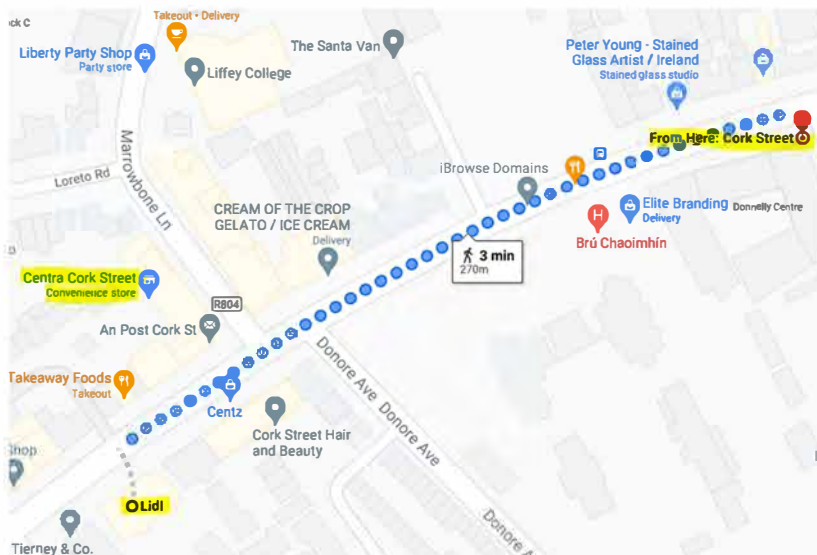 ock C
Takeout • Delivery
Liberty Party Shop
Party store
Liffey College
The Santa Van
Peter Young - Stained
Glass Artist / Ireland
Stained glass studio
From Here: Cork Street
Marrowbone Ln
Loreto Rd
iBrowse Domains
Elite Branding
Delivery
Donnelly Centre
H
Brú Chaoimhín
CREAM OF THE CROP
GELATO / ICE CREAM
Delivery
3 min
270m
Centra Cork Street
Convenience store
R804
An Post Cork St
Donore Ave
Donore Ave
Takeaway Foods
Takeout
Centz
Cork Street Hair
and Beauty
Shop
Lidl
Donore A
Tierney & Co.